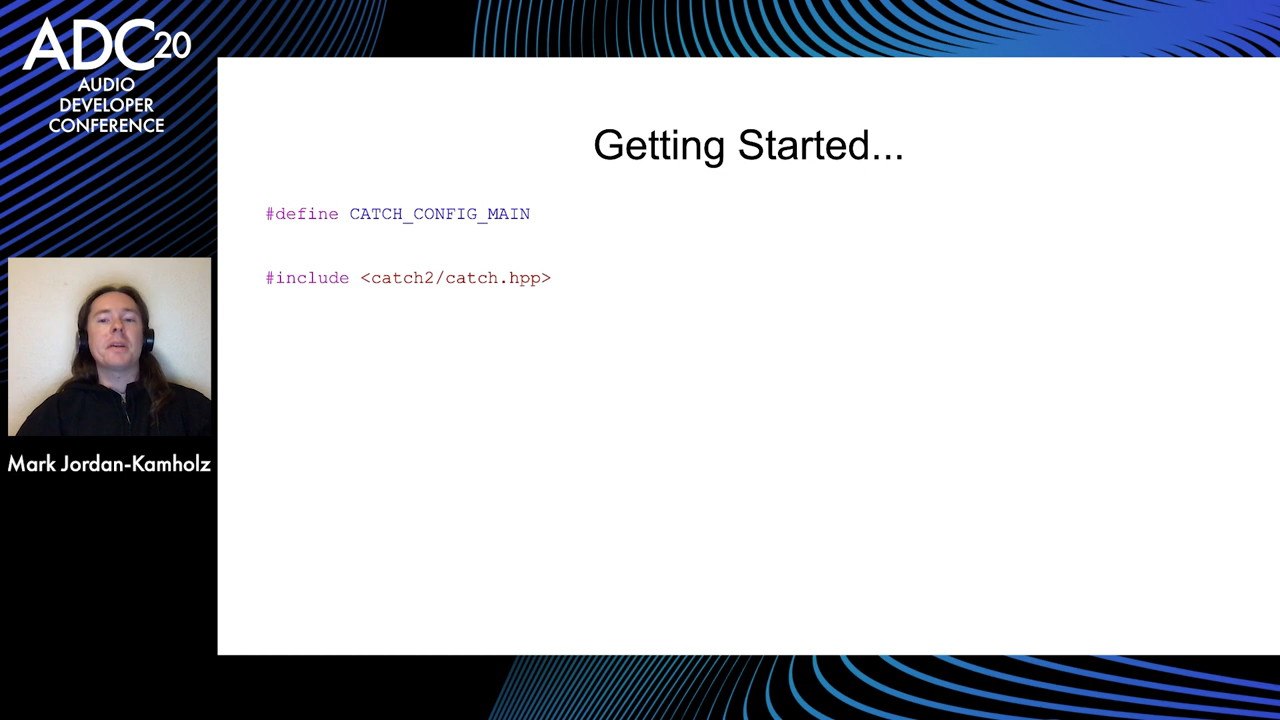 ADC20
AUDIO
DEVELOPER
CONFERENCE
Getting Started...
#define CATCH_CONFIG_MAIN
#include <catch2/catch.hpp>
Mark Jordan-Kamholz